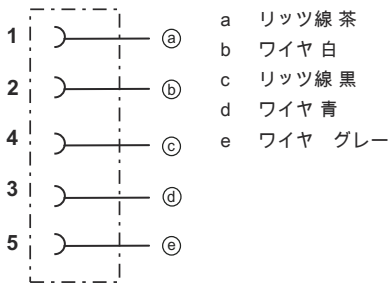 1 ⓐ
2 ⓑ
4 ⓒ
3 ⓓ
5 ⓔ
a リッツ線 茶
b ワイヤ 白
c リッツ線 黒
d ワイヤ 青
e ワイヤ　グレー